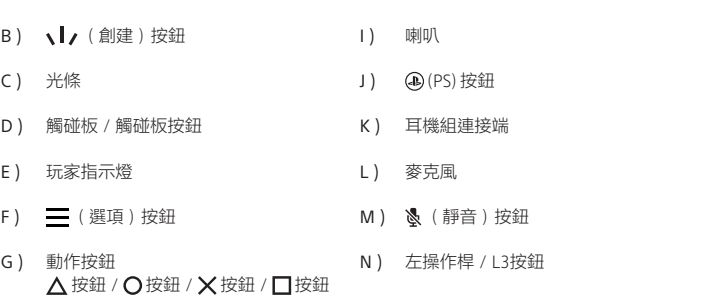 B ) （創建）按鈕
C ) 光條
D ) 觸碰板 / 觸碰板按鈕
E ) 玩家指示燈
F ) （選項）按鈕
G ) 動作按鈕
△ 按鈕 / ○ 按鈕 / ✕ 按鈕 / □ 按鈕
I ) 喇叭
J ) (PS) 按鈕
K ) 耳機組連接端
L ) 麥克風
M ) （靜音）按鈕
N ) 左操作桿 / L3按鈕